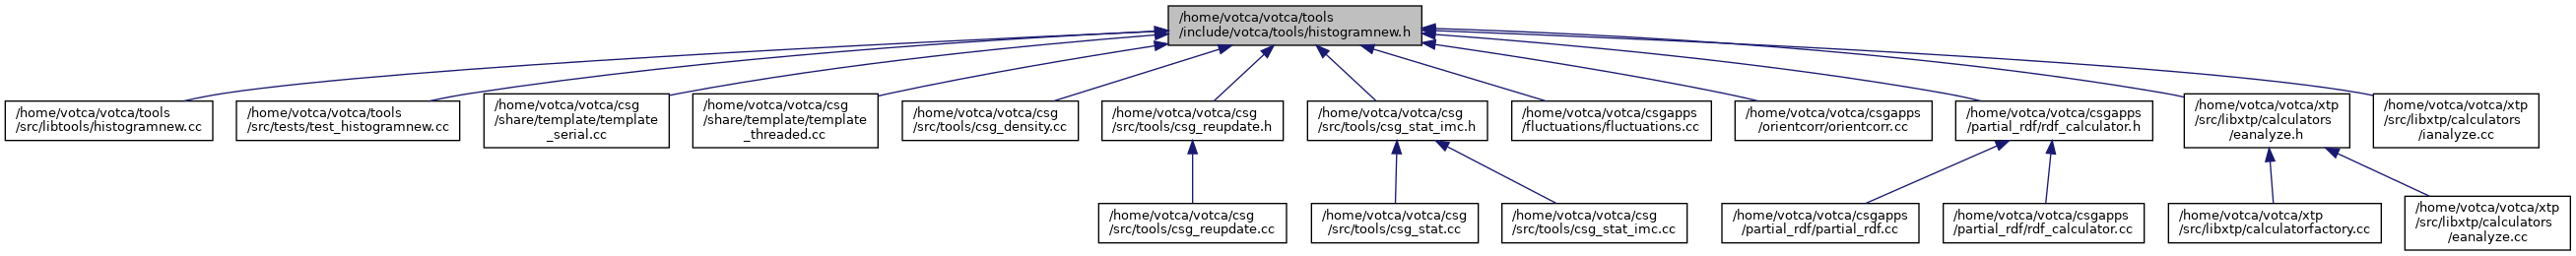 /home/votca/votca/tools
/include/votca/tools/histogramnew.h
/home/votca/votca/tools
/src/libtools/histogramnew.cc
/home/votca/votca/tools
/src/tests/test_histogramnew.cc
/home/votca/votca/csg
/share/template/template
_serial.cc
/home/votca/votca/csg
/share/template/template
_threaded.cc
/home/votca/votca/csg
/src/tools/csg_density.cc
/home/votca/votca/csg
/src/tools/csg_reupdate.h
/home/votca/votca/csg
/src/tools/csg_stat_imc.h
/home/votca/votca/csgapps
/fluctuations/fluctuations.cc
/home/votca/votca/csgapps
/orientcorr/orientcorr.cc
/home/votca/votca/csgapps
/partial_rdf/rdf_calculator.h
/home/votca/votca/xtp
/src/libxtp/calculators
/eanalyze.h
/home/votca/votca/xtp
/src/libxtp/calculators
/ianalyze.cc
/home/votca/votca/csg
/src/tools/csg_reupdate.cc
/home/votca/votca/csg
/src/tools/csg_stat.cc
/home/votca/votca/csg
/src/tools/csg_stat_imc.cc
/home/votca/votca/csgapps
/partial_rdf/partial_rdf.cc
/home/votca/votca/csgapps
/partial_rdf/rdf_calculator.cc
/home/votca/votca/xtp
/src/libxtp/calculatorfactory.cc
/home/votca/votca/xtp
/src/libxtp/calculators
/eanalyze.cc